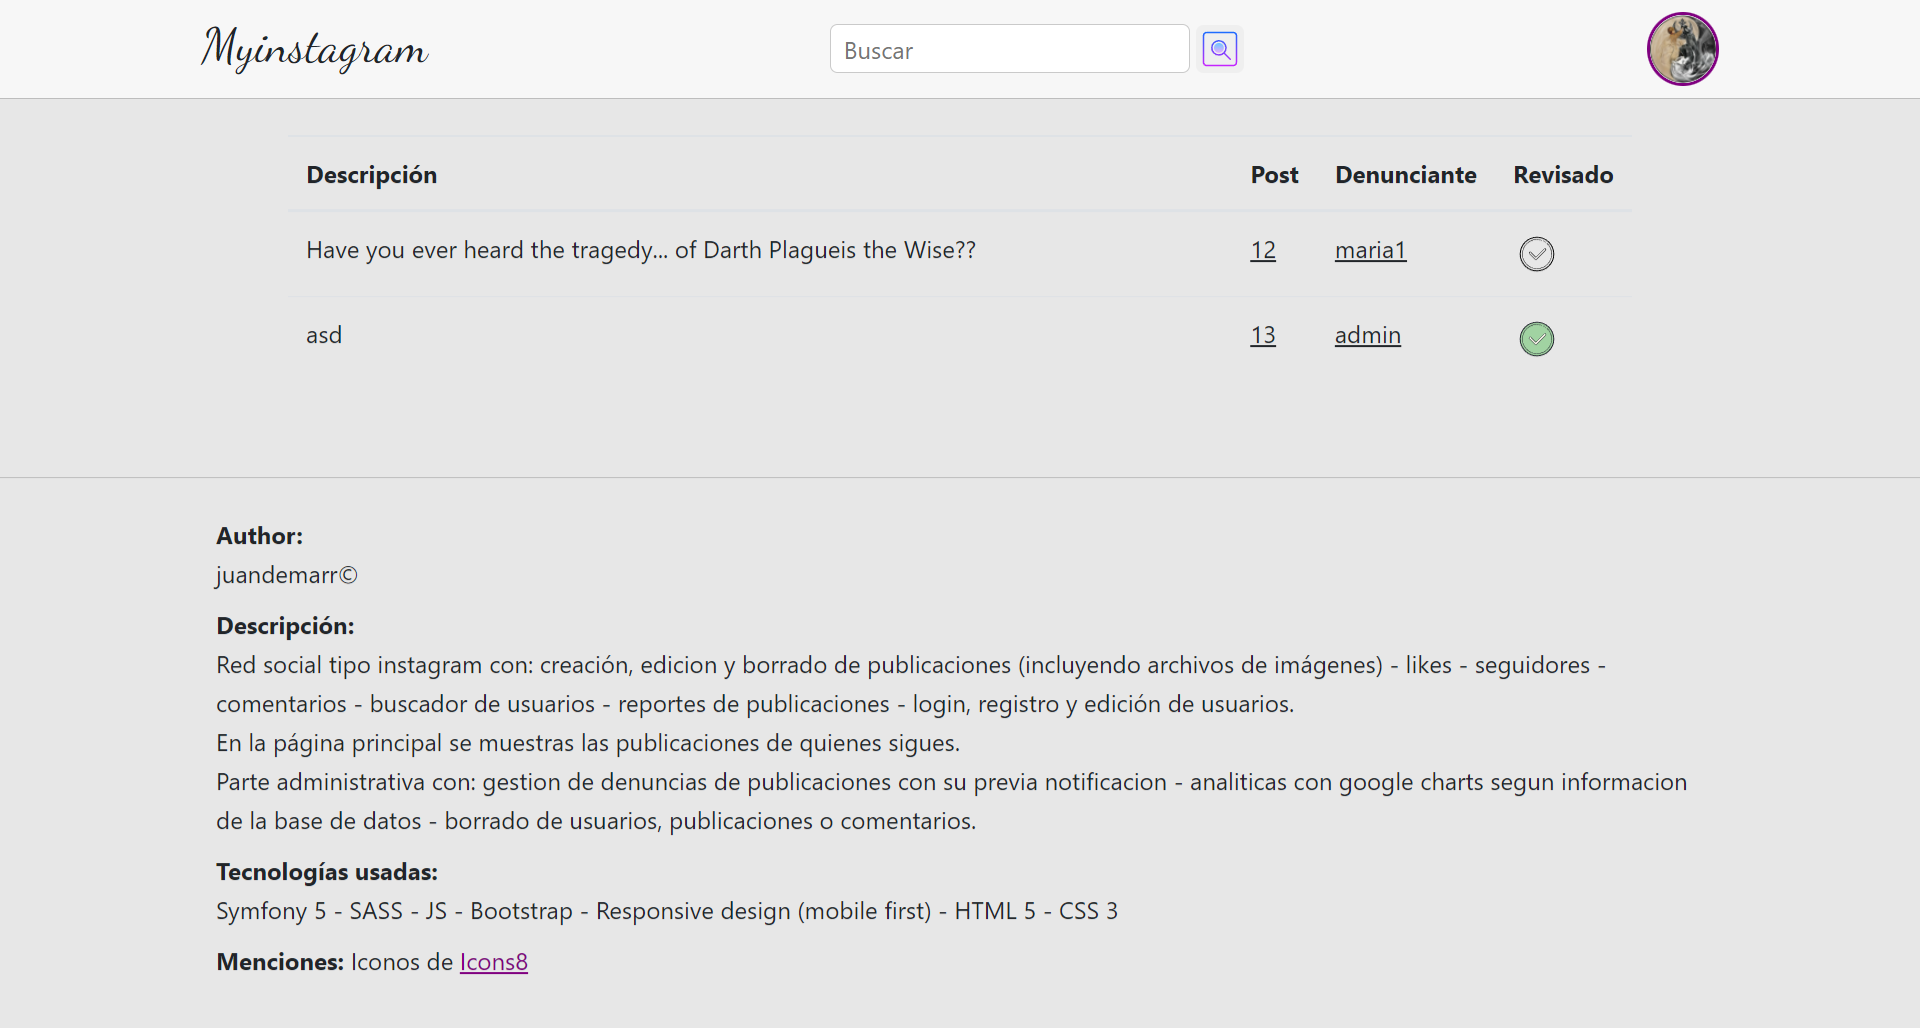 Myinstagram
Buscar
Descripción Post Denunciante Revisado
Have you ever heard the tragedy... of Darth Plagueis the Wise?? 12 maria1
asd 13 admin
Author:
juandemarr©
Descripción:
Red social tipo instagram con: creación, edicion y borrado de publicaciones (incluyendo archivos de imágenes) - likes - seguidores -
comentarios - buscador de usuarios - reportes de publicaciones - login, registro y edición de usuarios.
En la página principal se muestras las publicaciones de quienes sigues.
Parte administrativa con: gestion de denuncias de publicaciones con su previa notificacion - analiticas con google charts segun informacion
de la base de datos - borrado de usuarios, publicaciones o comentarios.
Tecnologías usadas:
Symfony 5 - SASS - JS - Bootstrap - Responsive design (mobile first) - HTML 5 - CSS 3
Menciones: Iconos de Icons8